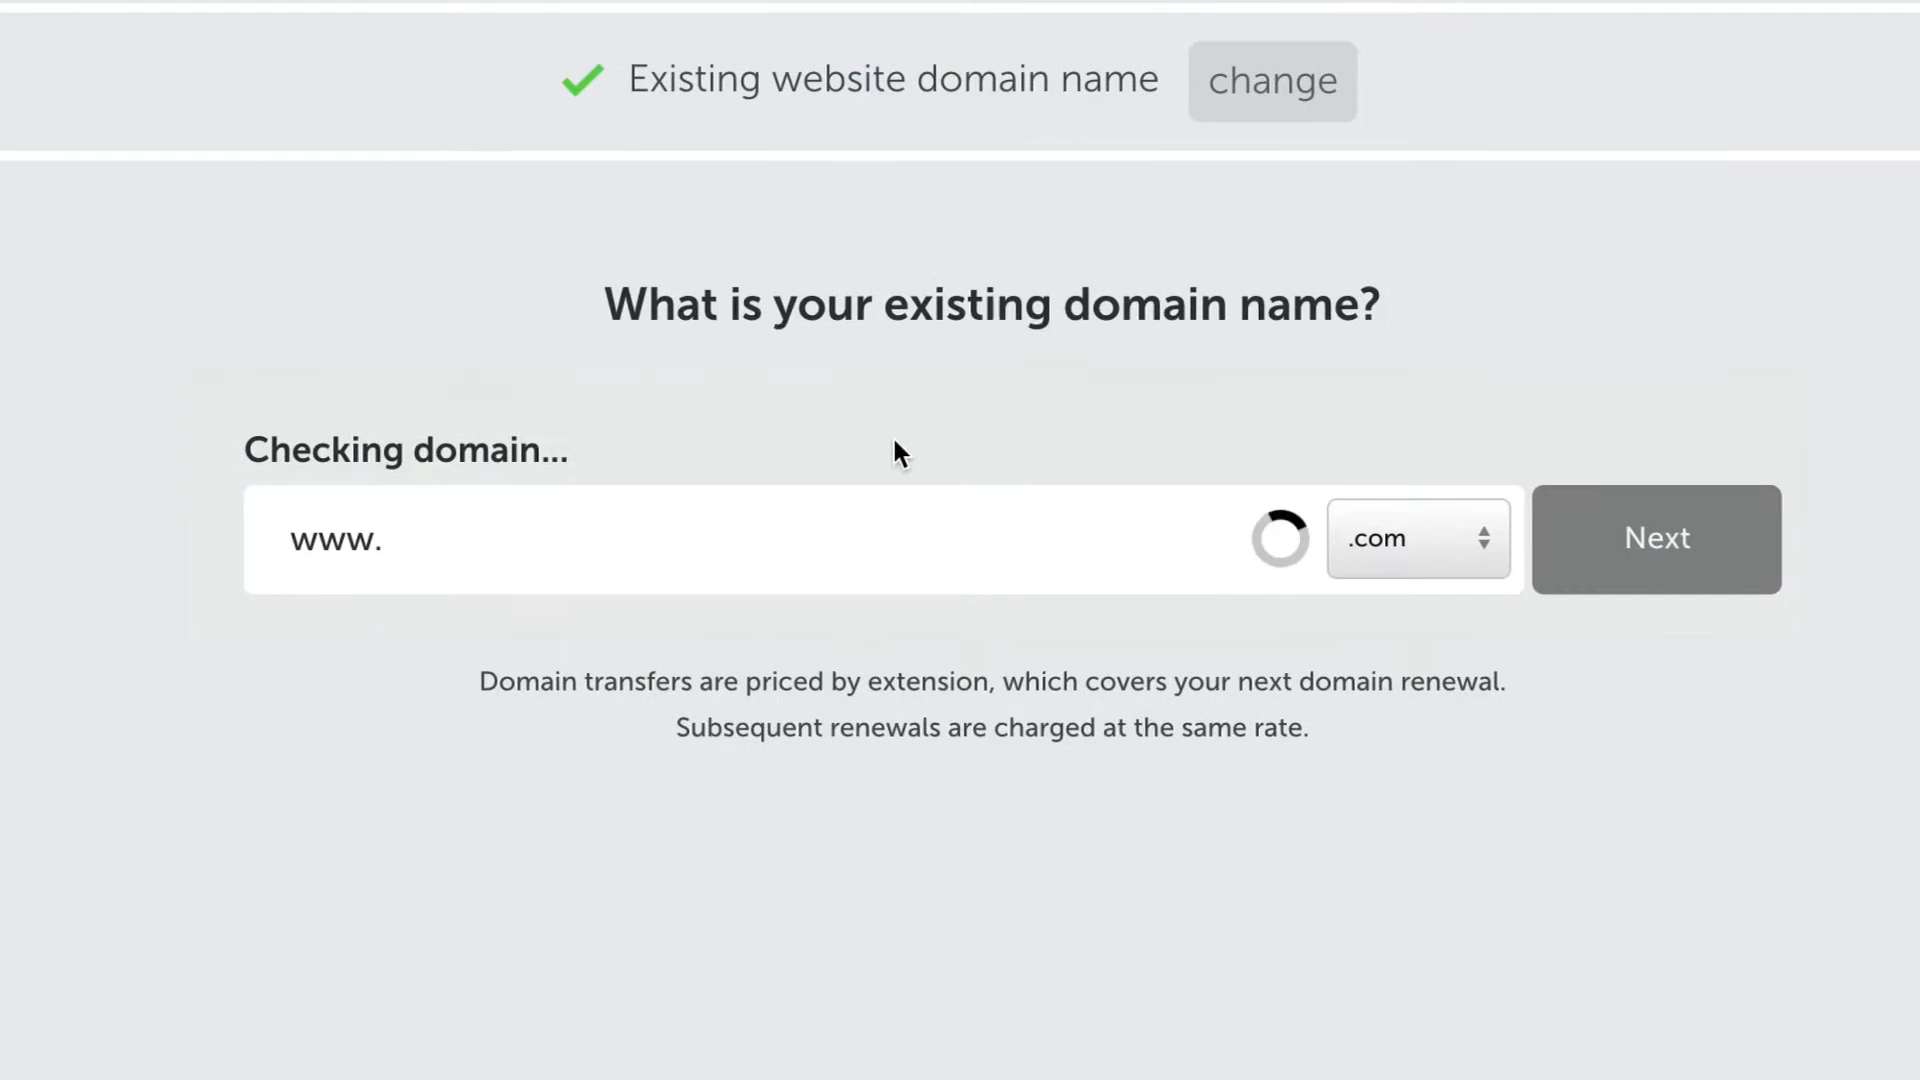 Existing website domain name change
What is your existing domain name?
Checking domain...
www. .com Next
Domain transfers are priced by extension, which covers your next domain renewal.
Subsequent renewals are charged at the same rate.